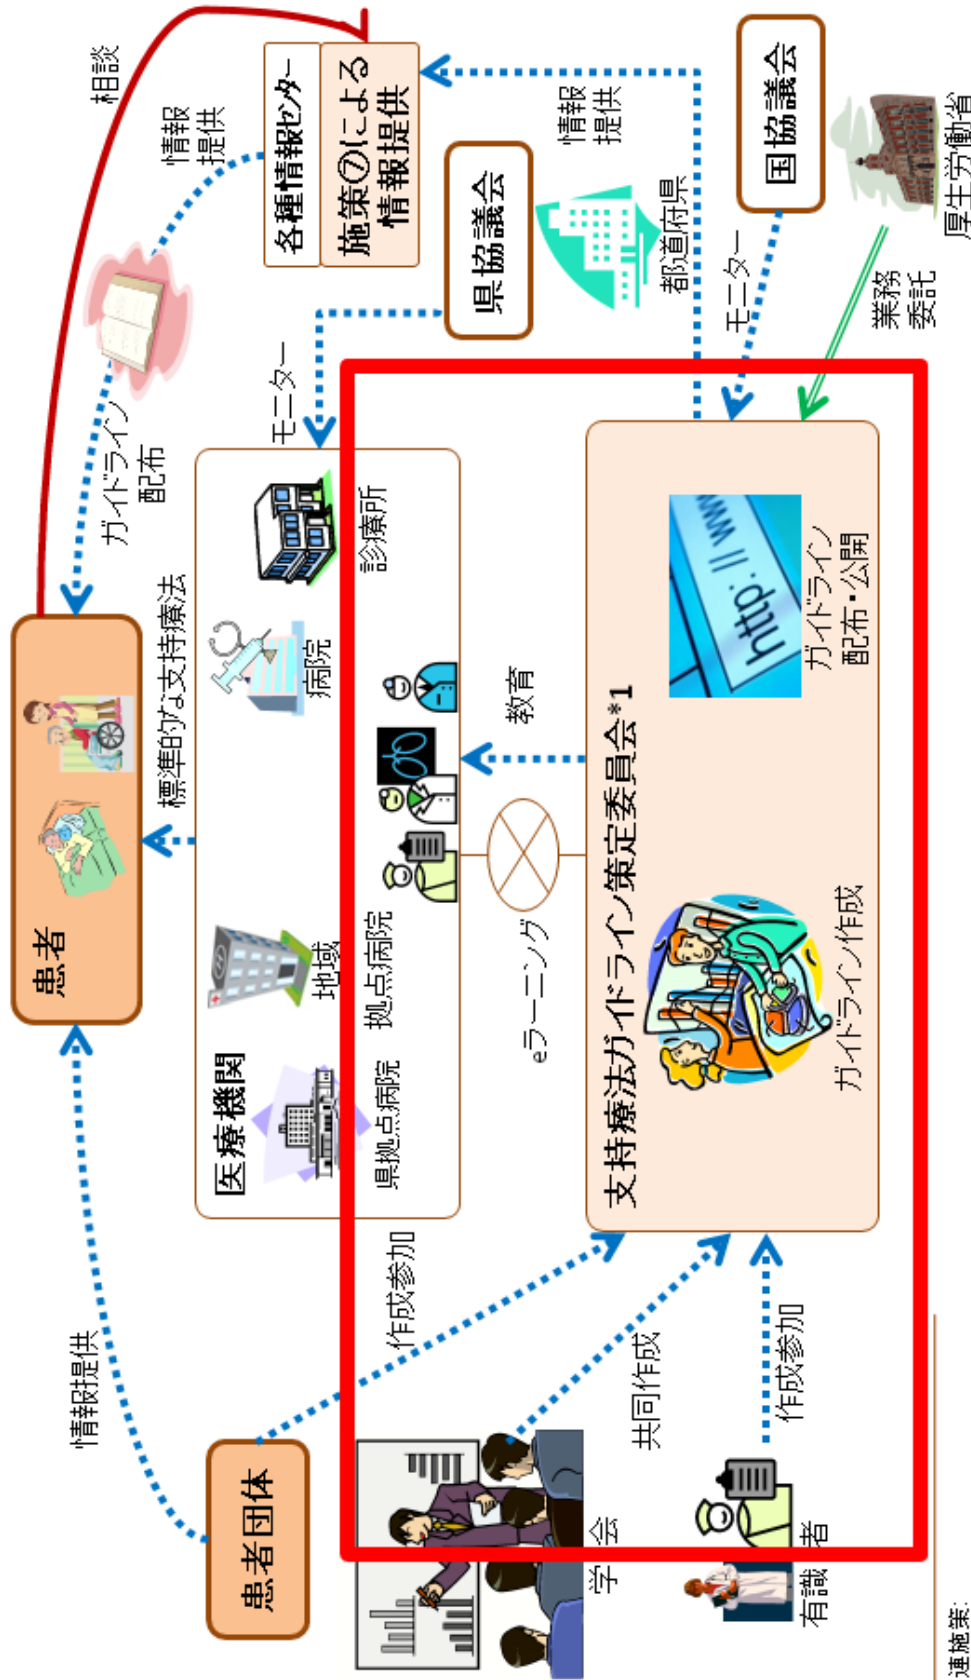 患者団体
情報提供
患者
相談
ガイドライン
配布
情報
提供
各種情報センター
施策⑦による
情報提供
標準的な支持療法
医療機関
県拠点病院
地域
拠点病院
病院
診療所
モニター
県協議会
都道府県
情報
提供
国協議会
厚生労働省
モニター
業務
委託
教育
eラーニング
作成参加
共同作成
作成参加
学会
有識者
支持療法ガイドライン策定委員会*1
ガイドライン作成
ガイドライン
配布・公開
http://www
連施策: